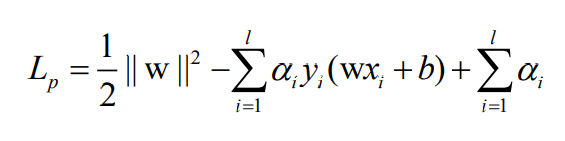 L_p = \frac{1}{2} || w ||^2 - \sum_{i=1}^{l} \alpha_i y_i (wx_i + b) + \sum_{i=1}^{l} \alpha_i